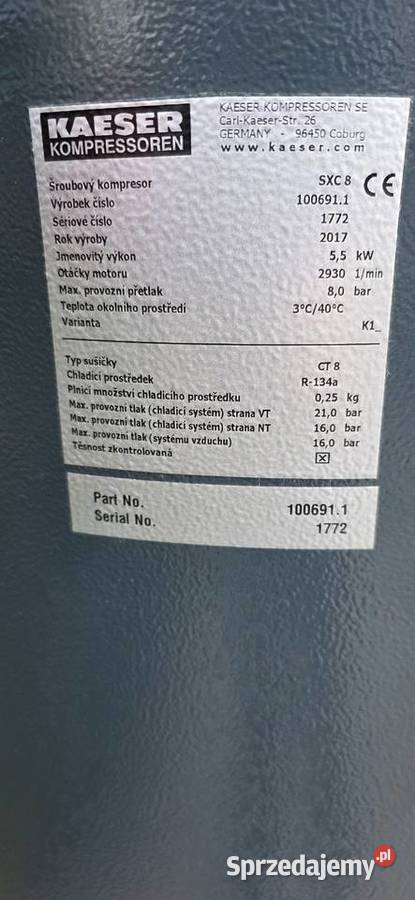 KAESER
KOMPRESSOREN
KAESER KOMPRESSOREN SE
Carl-Kaeser-Str. 26
GERMANY - 96450 Coburg
www.kaeser.com
Šroubový kompresor SXC 8 CE
Výrobek číslo 100691.1
Sériové číslo 1772
Rok výroby 2017
Jmenovitý výkon 5,5 kW
Otáčky motoru 2930 1/min
Max. provozní přetlak 8,0 bar
Teplota okolního prostředí 3°C/40°C
Varianta K1_
Typ sušičky CT 8
Chladicí prostředek R-134a
Plnicí množství chladicího prostředku 0,25 kg
Max. provozní tlak (chladicí systém) strana VT 21,0 bar
Max. provozní tlak (chladicí systém) strana NT 16,0 bar
Max. provozní tlak (systému vzduchu) 16,0 bar
Těsnost zkontrolovaná ☒
Part No. 100691.1
Serial No. 1772
Sprzedajemy.pl